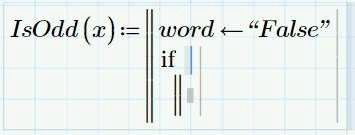 IsOdd(x):=‖ word ← “False”
if